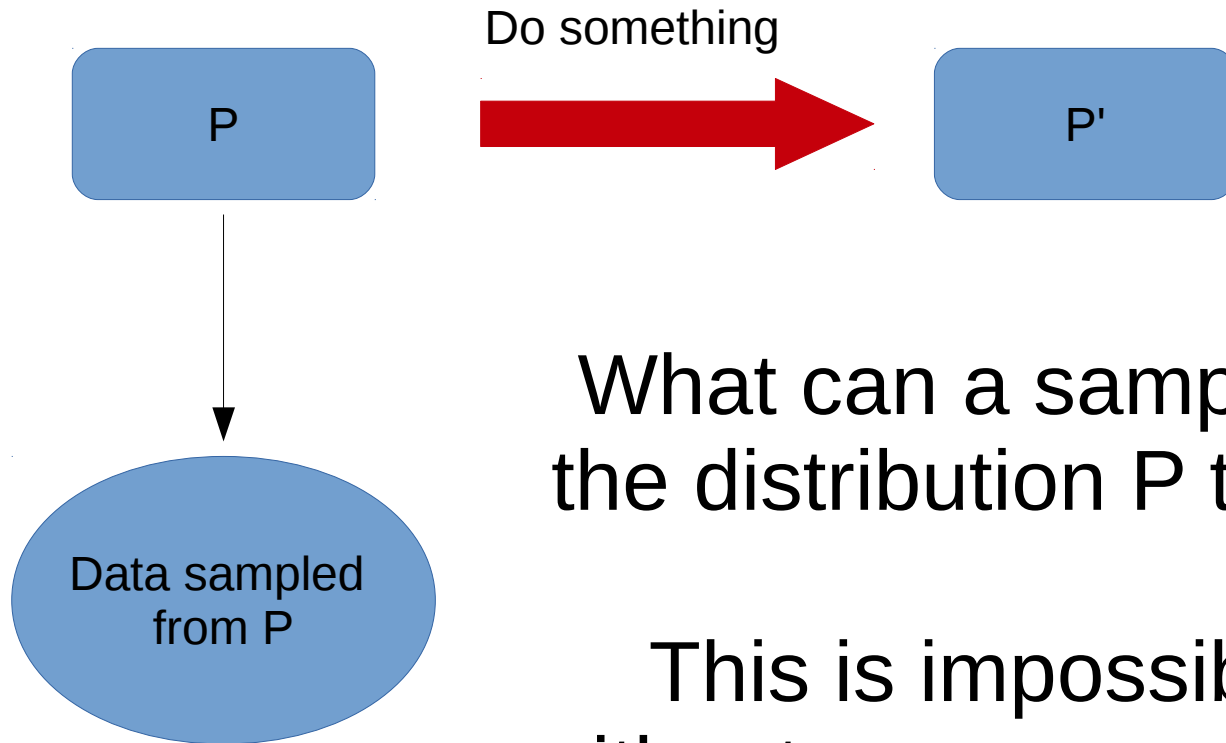 Do something
P
P'
What can a samp
the distribution P t
Data sampled
from P
This is impossib